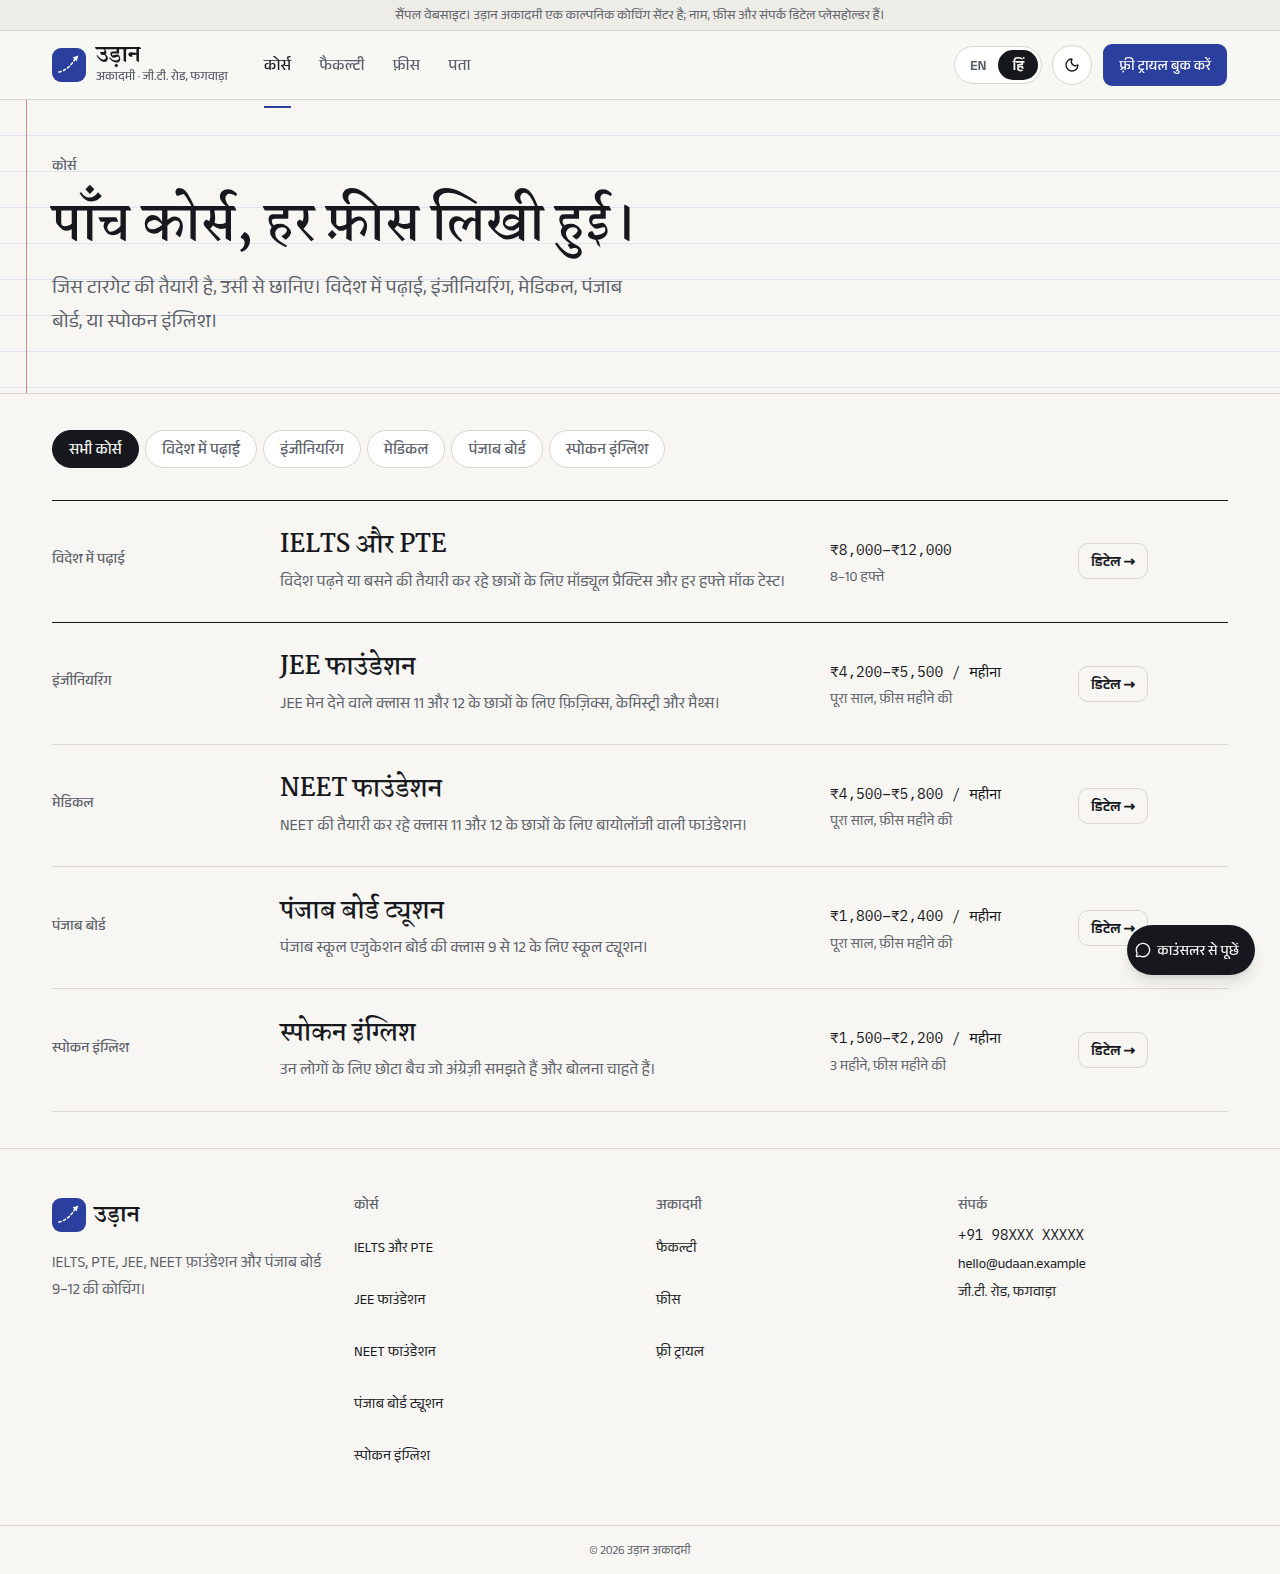 सैंपल वेबसाइट। उड़ान अकादमी एक काल्पनिक कोचिंग सेंटर है; नाम, फ़ीस और संपर्क डिटेल प्लेसहोल्डर हैं।
उड़ान
अकादमी · जी.टी. रोड, फगवाड़ा
कोर्स
फैकल्टी
फ़ीस
पता
EN
हिं
फ़्री ट्रायल बुक करें
कोर्स
पाँच कोर्स, हर फ़ीस लिखी हुई।
जिस टारगेट की तैयारी है, उसी से छानिए। विदेश में पढ़ाई, इंजीनियरिंग, मेडिकल, पंजाब
बोर्ड, या स्पोकन इंग्लिश।
सभी कोर्स
विदेश में पढ़ाई
इंजीनियरिंग
मेडिकल
पंजाब बोर्ड
स्पोकन इंग्लिश
विदेश में पढ़ाई
IELTS और PTE
विदेश पढ़ने या बसने की तैयारी कर रहे छात्रों के लिए मॉड्यूल प्रैक्टिस और हर हफ्ते मॉक टेस्ट।
₹8,000–₹12,000
8–10 हफ्ते
डिटेल →
इंजीनियरिंग
JEE फाउंडेशन
JEE मेन देने वाले क्लास 11 और 12 के छात्रों के लिए फ़िज़िक्स, केमिस्ट्री और मैथ्स।
₹4,200–₹5,500 / महीना
पूरा साल, फ़ीस महीने की
डिटेल →
मेडिकल
NEET फाउंडेशन
NEET की तैयारी कर रहे क्लास 11 और 12 के छात्रों के लिए बायोलॉजी वाली फाउंडेशन।
₹4,500–₹5,800 / महीना
पूरा साल, फ़ीस महीने की
डिटेल →
पंजाब बोर्ड
पंजाब बोर्ड ट्यूशन
पंजाब स्कूल एजुकेशन बोर्ड की क्लास 9 से 12 के लिए स्कूल ट्यूशन।
₹1,800–₹2,400 / महीना
पूरा साल, फ़ीस महीने की
डिटेल →
काउंसलर से पूछें
स्पोकन इंग्लिश
स्पोकन इंग्लिश
उन लोगों के लिए छोटा बैच जो अंग्रेज़ी समझते हैं और बोलना चाहते हैं।
₹1,500–₹2,200 / महीना
3 महीने, फ़ीस महीने की
डिटेल →
उड़ान
IELTS, PTE, JEE, NEET फ़ाउंडेशन और पंजाब बोर्ड
9–12 की कोचिंग।
कोर्स
IELTS और PTE
JEE फाउंडेशन
NEET फाउंडेशन
पंजाब बोर्ड ट्यूशन
स्पोकन इंग्लिश
अकादमी
फैकल्टी
फ़ीस
फ़्री ट्रायल
संपर्क
+91 98XXX XXXXX
hello@udaan.example
जी.टी. रोड, फगवाड़ा
© 2026 उड़ान अकादमी